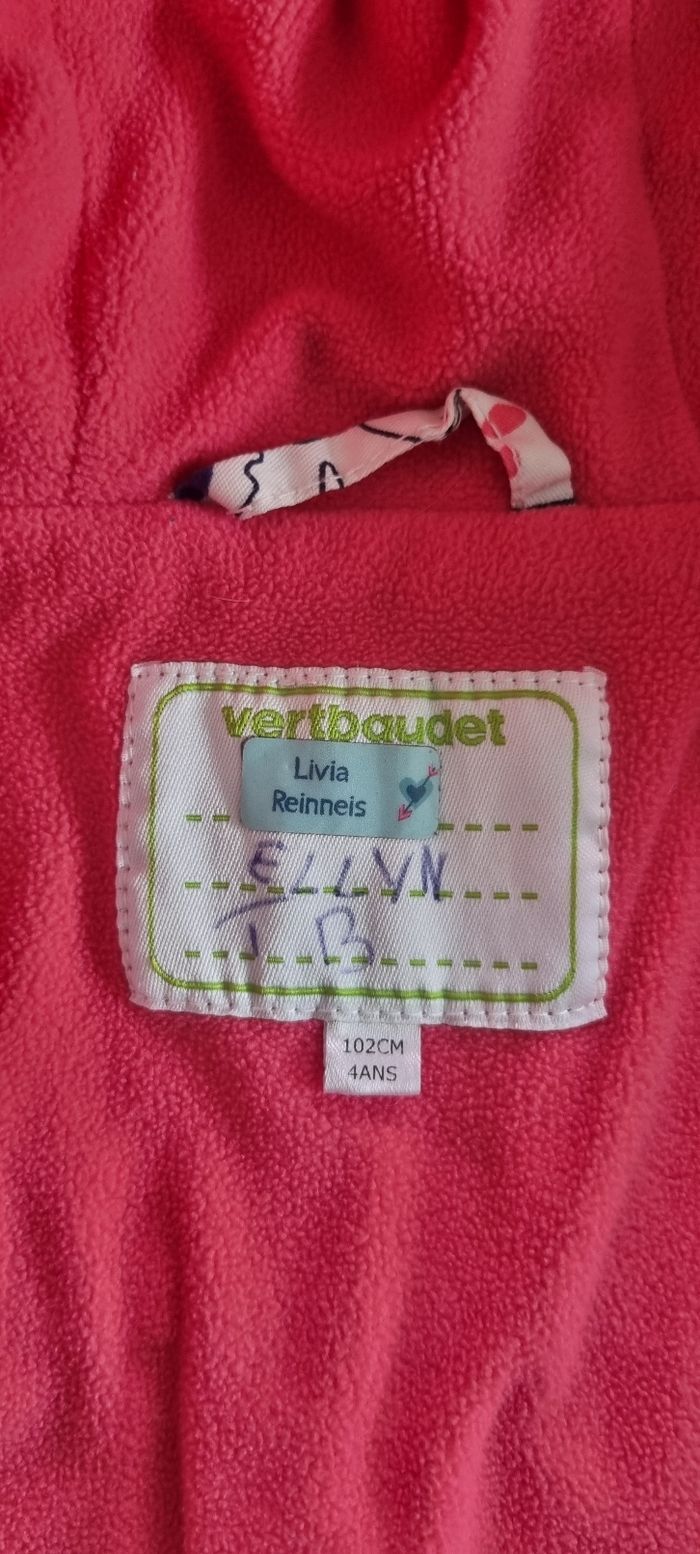 vertbaudet
Livia
Reinneis
ELLYN
T B
102CM
4ANS